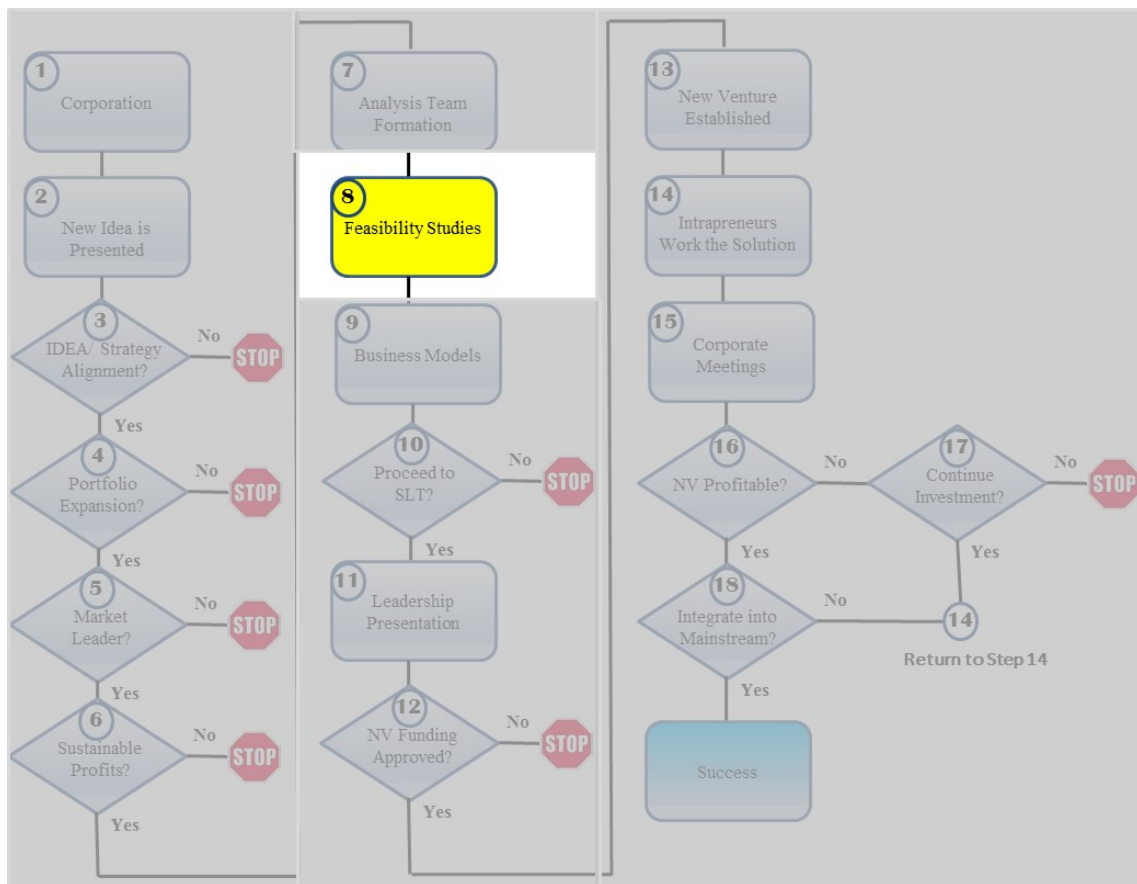 1
Corporation
2
New Idea is
Presented
3
IDEA/ Strategy
Alignment?
No
STOP
Yes
4
Portfolio
Expansion?
No
STOP
Yes
5
Market
Leader?
No
STOP
Yes
6
Sustainable
Profits?
No
STOP
Yes
7
Analysis Team
Formation
8
Feasibility Studies
9
Business Models
10
Proceed to
SLT?
No
STOP
Yes
11
Leadership
Presentation
12
NV Funding
Approved?
No
STOP
Yes
13
New Venture
Established
14
Intrapreneurs
Work the Solution
15
Corporate
Meetings
16
NV Profitable?
No
17
Continue
Investment?
No
STOP
Yes
Yes
18
Integrate into
Mainstream?
No
14
Return to Step 14
Yes
Success